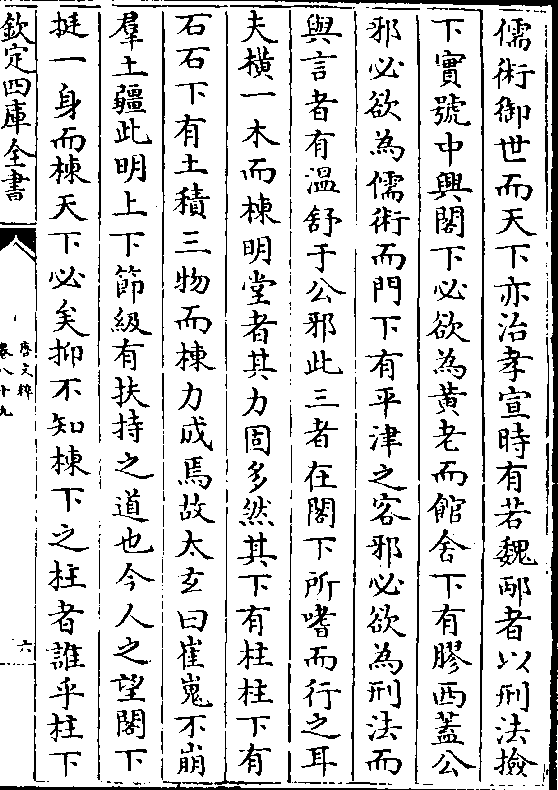 儒術御世而天下亦治孝宣時有若魏邴者以刑法撿
下實號中興閣下必欲為黄老而館舍下有膠西葢公
邪必欲為儒術而門下有平津之客邪必欲為刑法而
與言者有溫舒于公邪此三者在閣下所嗜而行之耳
夫橫一木而棟明堂者其力固多然其下有柱柱下有
石石下有土積三物而棟力成焉故太玄曰崔嵬不崩
羣土疆此明上下節級有扶持之道也今人之望閣下
挺一身而棟天下必矣抑不知棟下之柱者誰乎柱下
欽定四庫全書
唐文粹
卷八十九
六